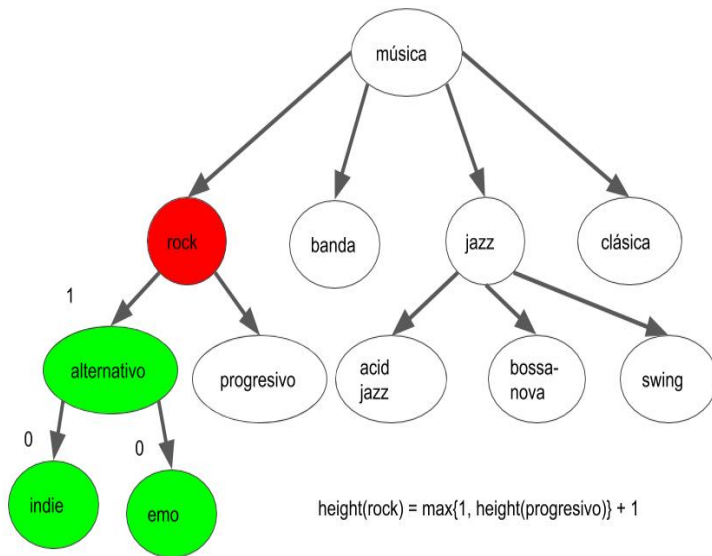 música
rock
banda
jazz
clásica
1
alternativo
progresivo
acid
jazz
bossa-
nova
swing
0
0
indie
emo
height(rock) = max{1, height(progresivo)} + 1